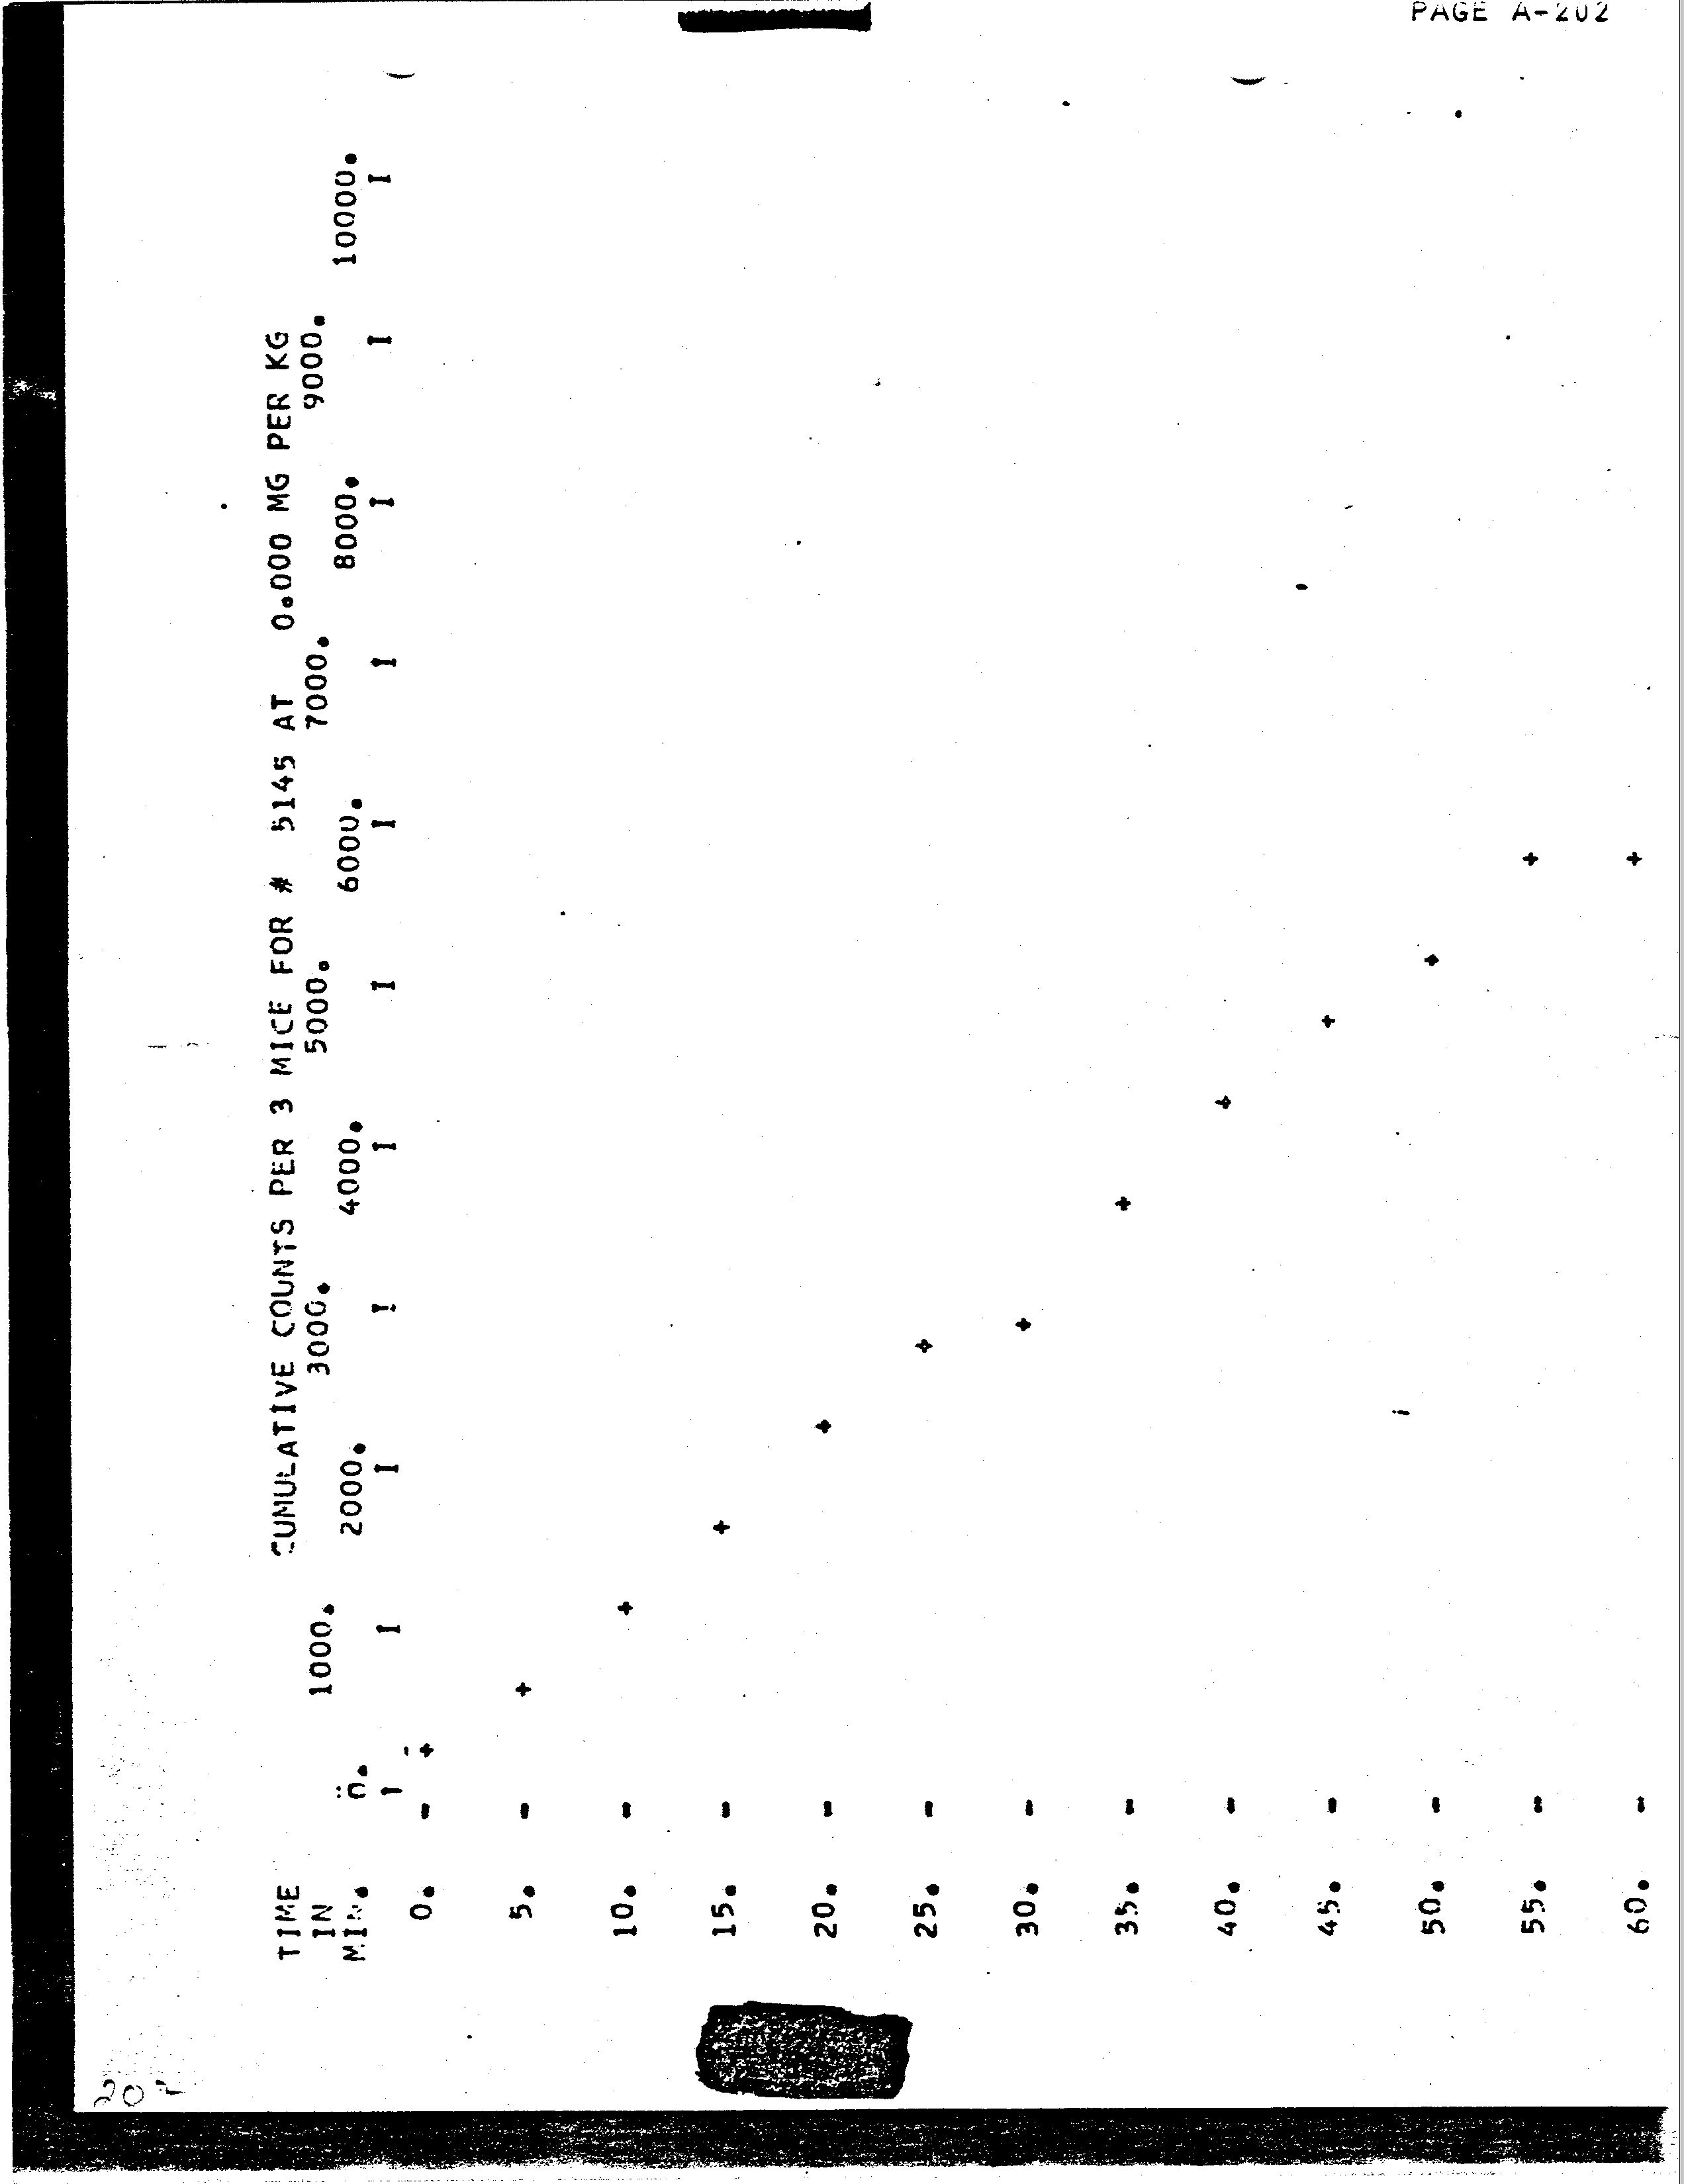 PAGE A-202
CUMULATIVE COUNTS PER 3 MICE FOR # 5145 AT 0.000 MG PER KG
TIME
IN 1000. 3000. 5000. 7000. 9000.
MIN. 0. 2000. 4000. 6000. 8000. 10000.
I I I I I I I I I I I
0. - +
5. - +
10. - +
15. - +
20. - +
25. - +
30. - +
35. - +
40. - +
45. - +
50. - +
55. - +
60. - +
202